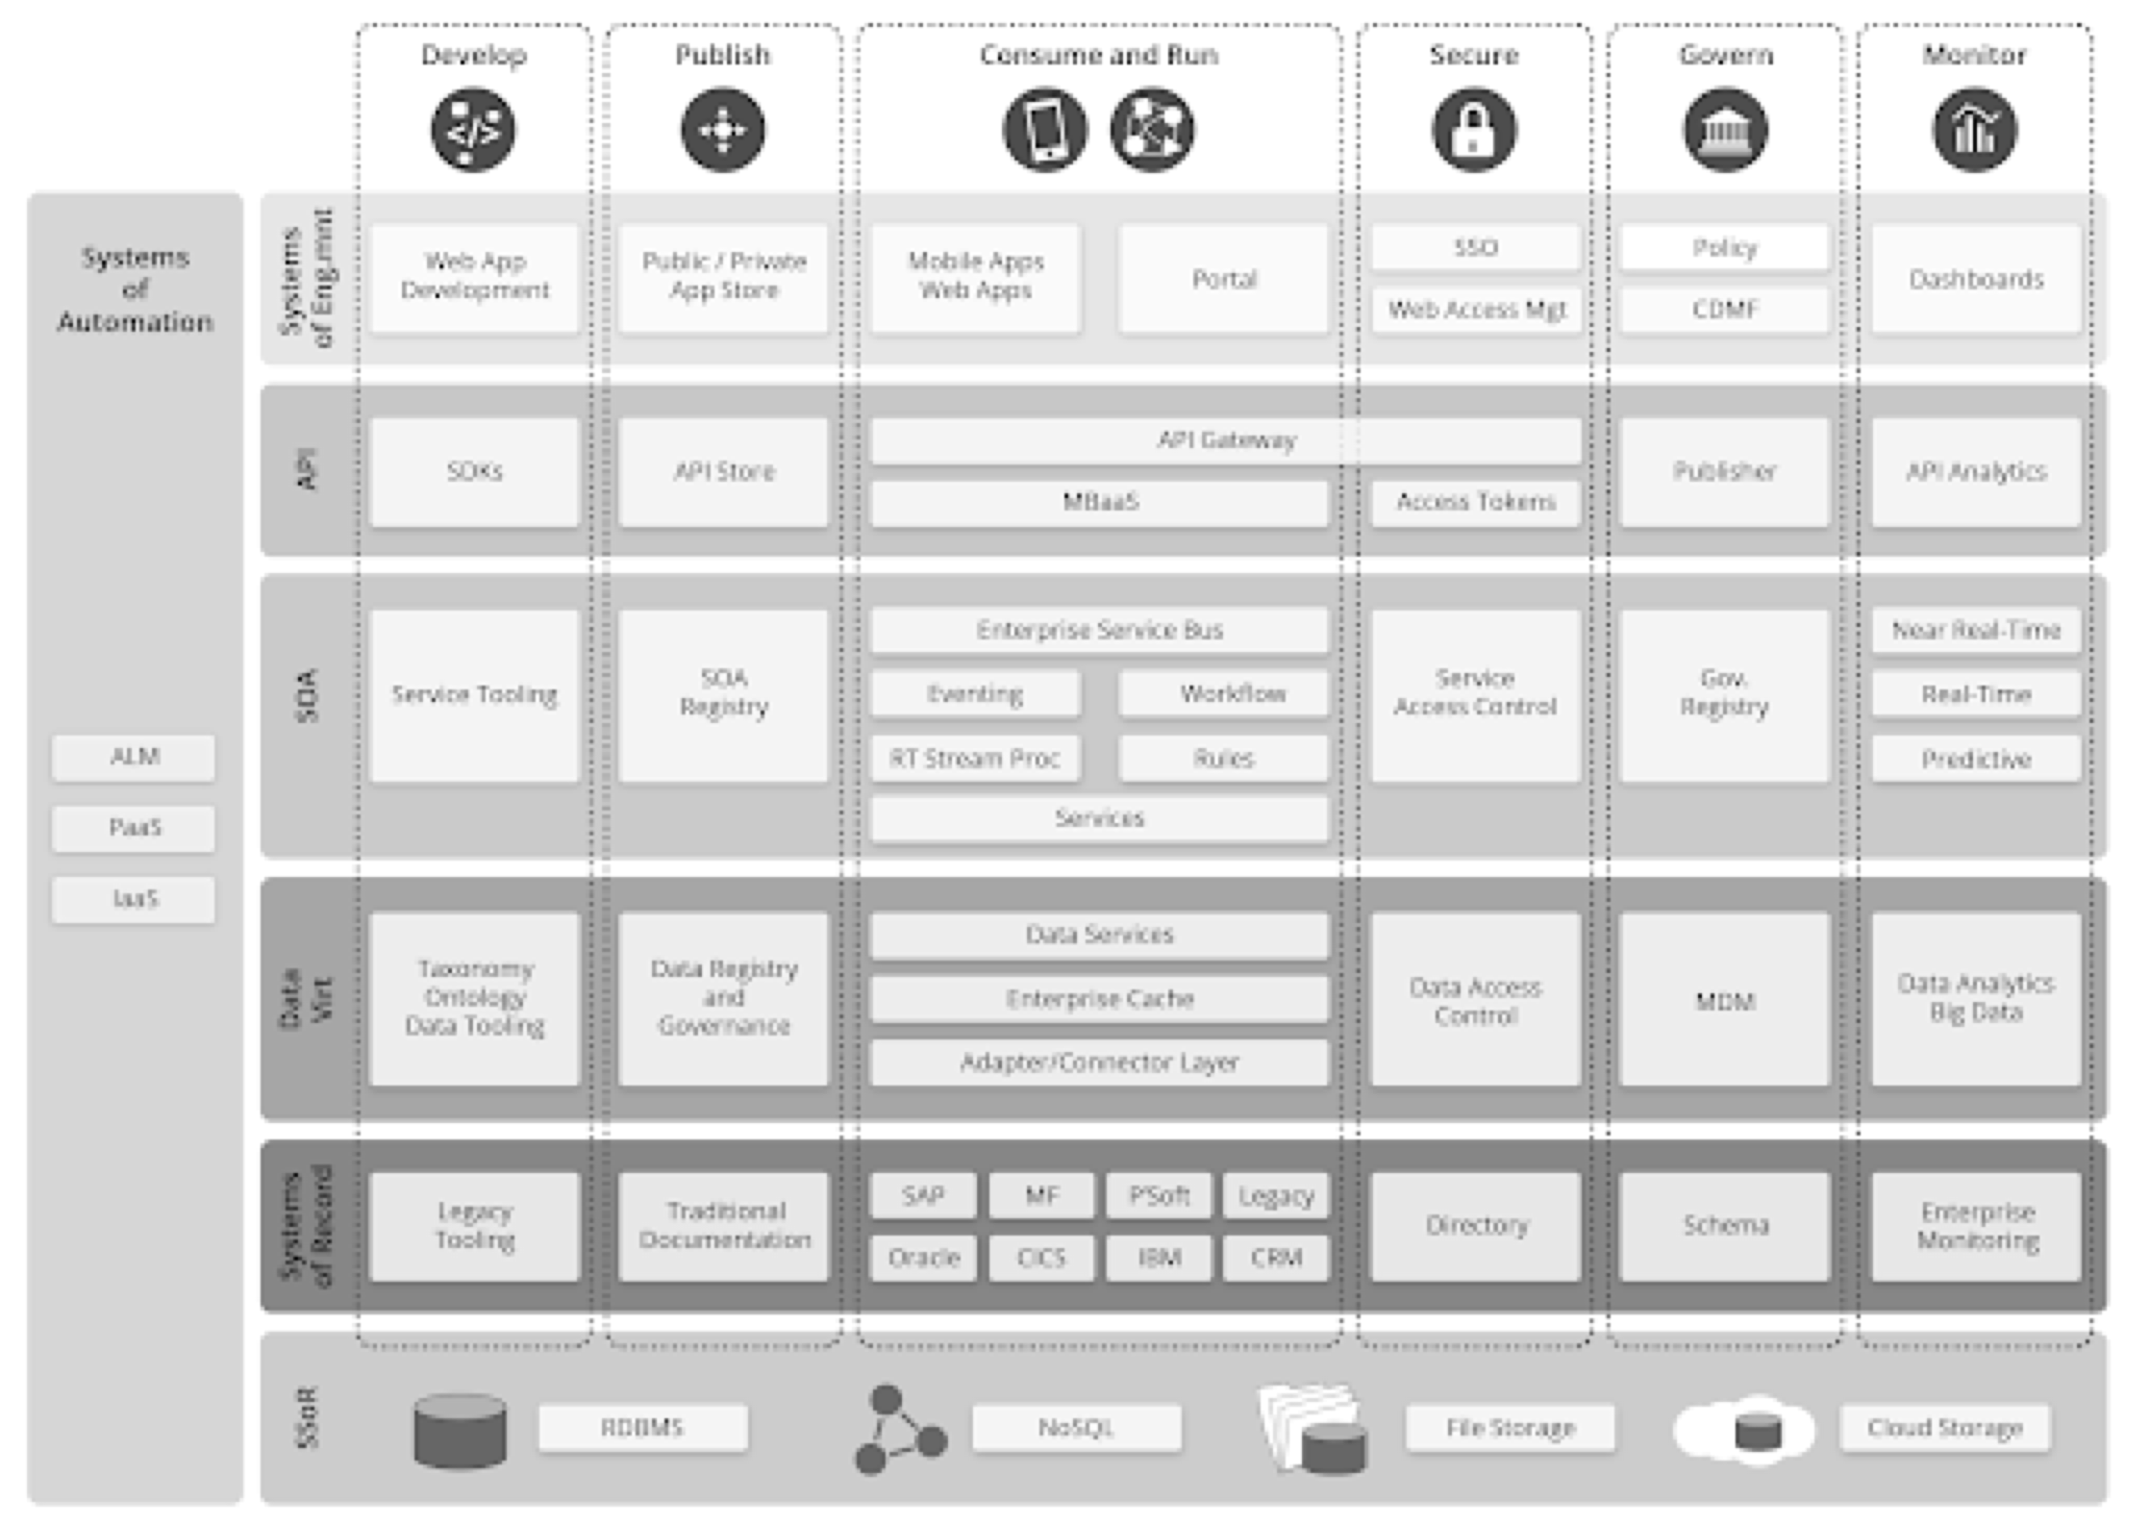 Develop
Publish
Consume and Run
Secure
Govern
Monitor
Systems
of
Automation
ALM
PaaS
IaaS
Systems
of Eng.mnt
Web App
Development
Public / Private
App Store
Mobile Apps
Web Apps
Portal
SSO
Web Access Mgt
Policy
CDMF
Dashboards
API
SDKs
API Store
API Gateway
MBaaS
Access Tokens
Publisher
API Analytics
SOA
Service Tooling
SOA
Registry
Enterprise Service Bus
Eventing
Workflow
RT Stream Proc
Rules
Services
Service
Access Control
Gov.
Registry
Near Real-Time
Real-Time
Predictive
Data
Virt
Taxonomy
Ontology
Data Tooling
Data Registry
and
Governance
Data Services
Enterprise Cache
Adapter/Connector Layer
Data Access
Control
MDM
Data Analytics
Big Data
Systems
of Record
Legacy
Tooling
Traditional
Documentation
SAP
MF
P'Soft
Legacy
Oracle
CICS
IBM
CRM
Directory
Schema
Enterprise
Monitoring
SSoR
RDBMS
NoSQL
File Storage
Cloud Storage